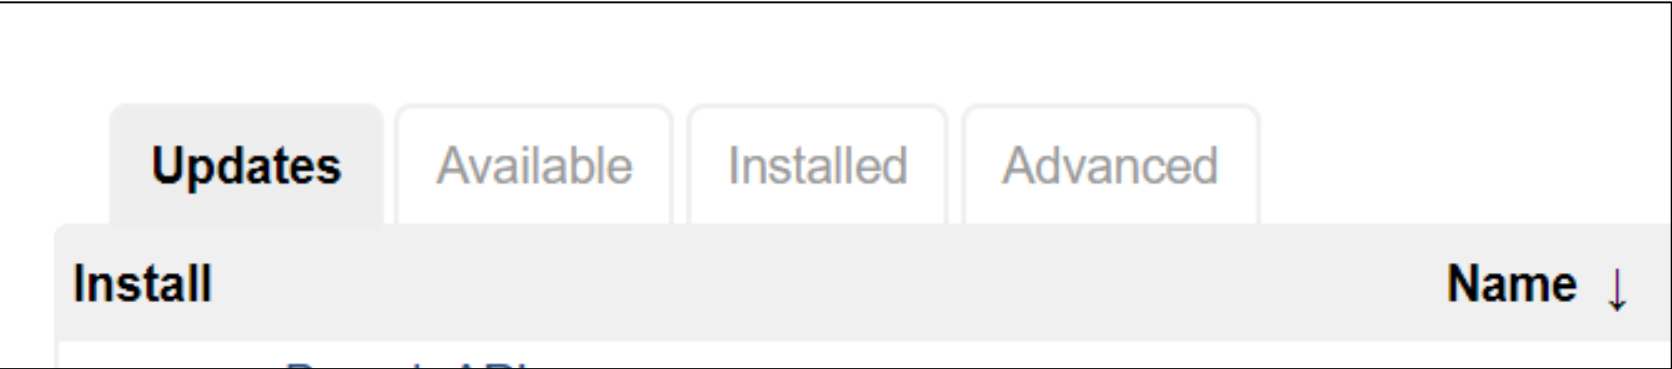 Updates Available Installed Advanced
Install Name ↓